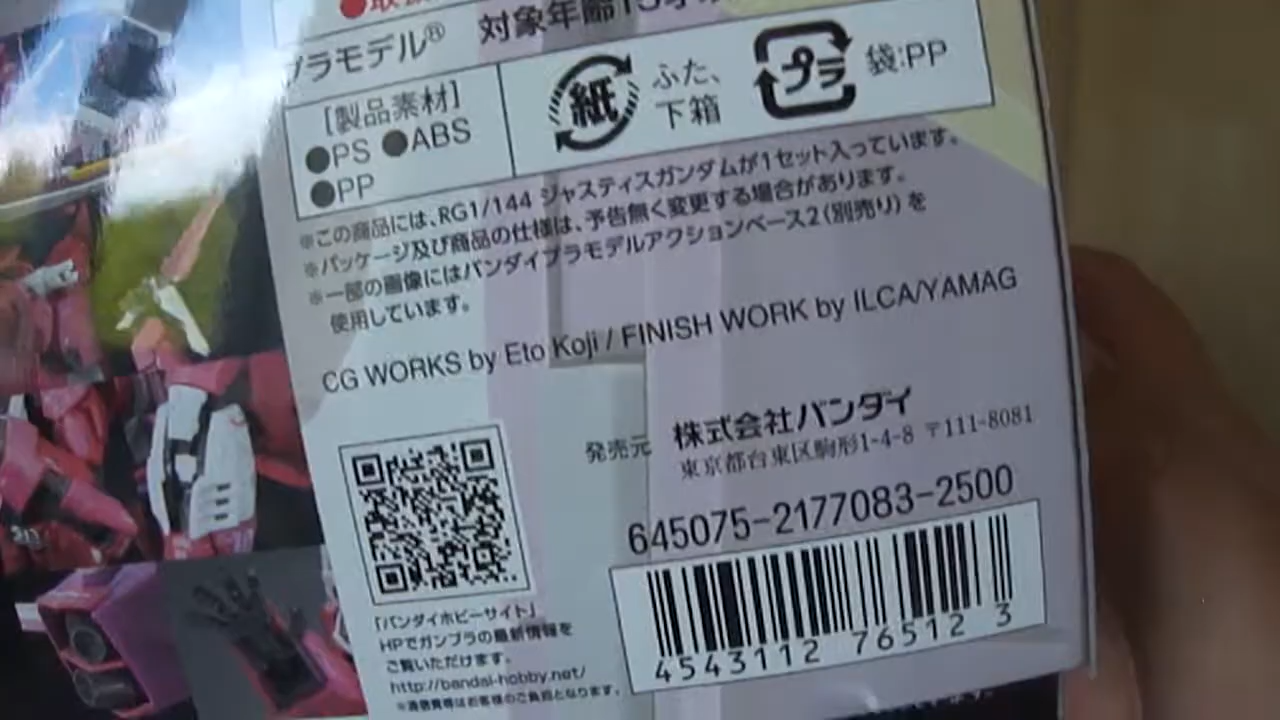 プラモデル®
対象年齢15才
[製品素材]
●PS ●ABS
●PP
紙
ふた、
下箱
プラ
袋:PP
※この商品には、RG1/144 ジャスティスガンダムが1セット入っています。
※パッケージ及び商品の仕様は、予告無く変更する場合があります。
※一部の画像にはバンダイプラモデルアクションベース2(別売り)を
使用しています。
CG WORKS by Eto Koji / FINISH WORK by ILCA/YAMAG
発売元
株式会社バンダイ
東京都台東区駒形1-4-8 〒111-8081
645075-2177083-2500
4543112 76512 3
「バンダイホビーサイト」
HPでガンプラの最新情報を
ご覧いただけます。
http://bandai-hobby.net/
※通信費等はお客様のご負担となります。